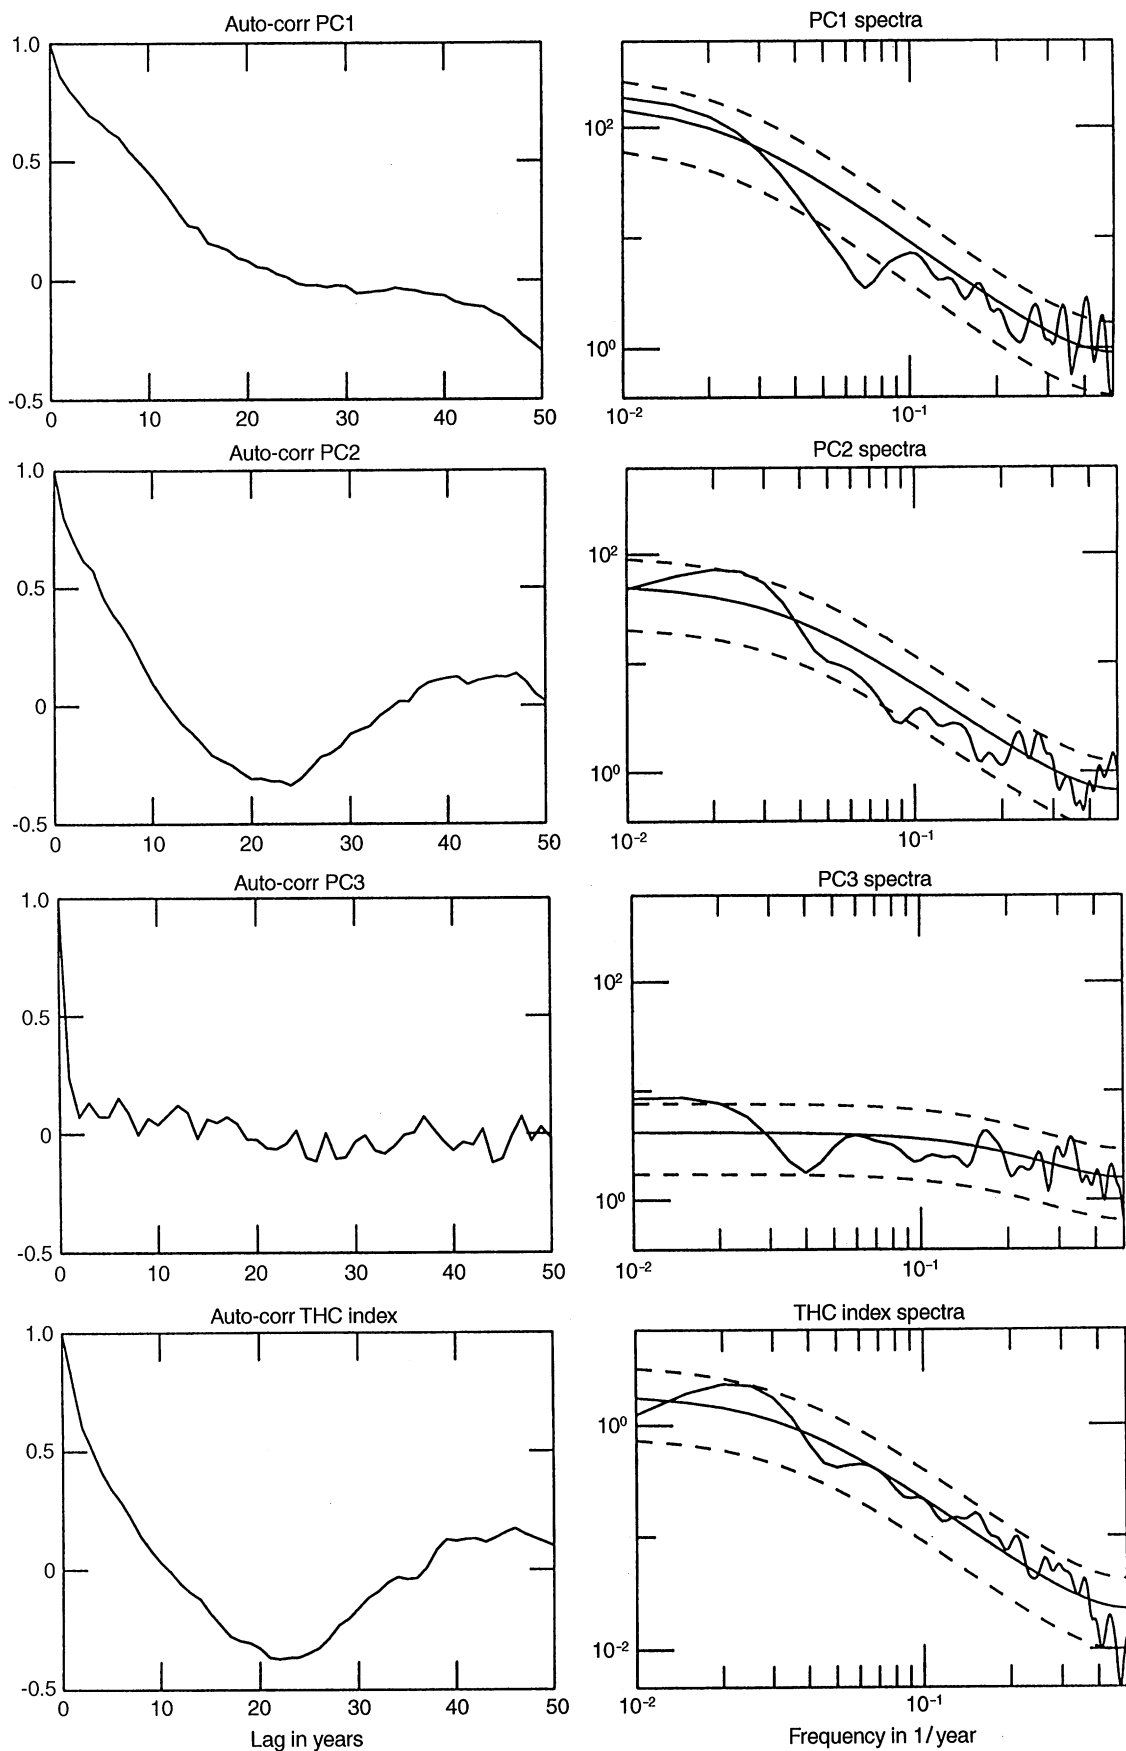 Auto-corr PC1
1.0
0.5
0
-0.5
0 10 20 30 40 50
PC1 spectra
10²
10⁰
10⁻² 10⁻¹
Auto-corr PC2
1.0
0.5
0
-0.5
0 10 20 30 40 50
PC2 spectra
10²
10⁰
10⁻² 10⁻¹
Auto-corr PC3
1.0
0.5
0
-0.5
0 10 20 30 40 50
PC3 spectra
10²
10⁰
10⁻² 10⁻¹
Auto-corr THC index
1.0
0.5
0
-0.5
0 10 20 30 40 50
Lag in years
THC index spectra
10⁰
10⁻²
10⁻² 10⁻¹
Frequency in 1/year